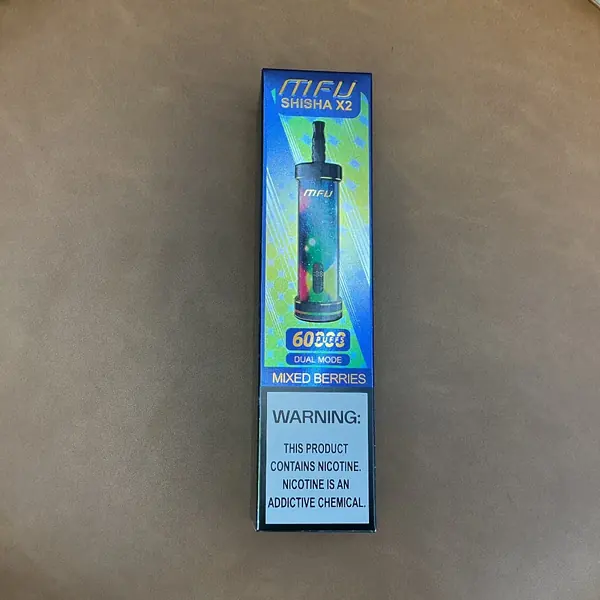 MFU
SHISHA X2
MFU
60000
DUAL MODE
MIXED BERRIES
WARNING:
THIS PRODUCT
CONTAINS NICOTINE.
NICOTINE IS AN
ADDICTIVE CHEMICAL.